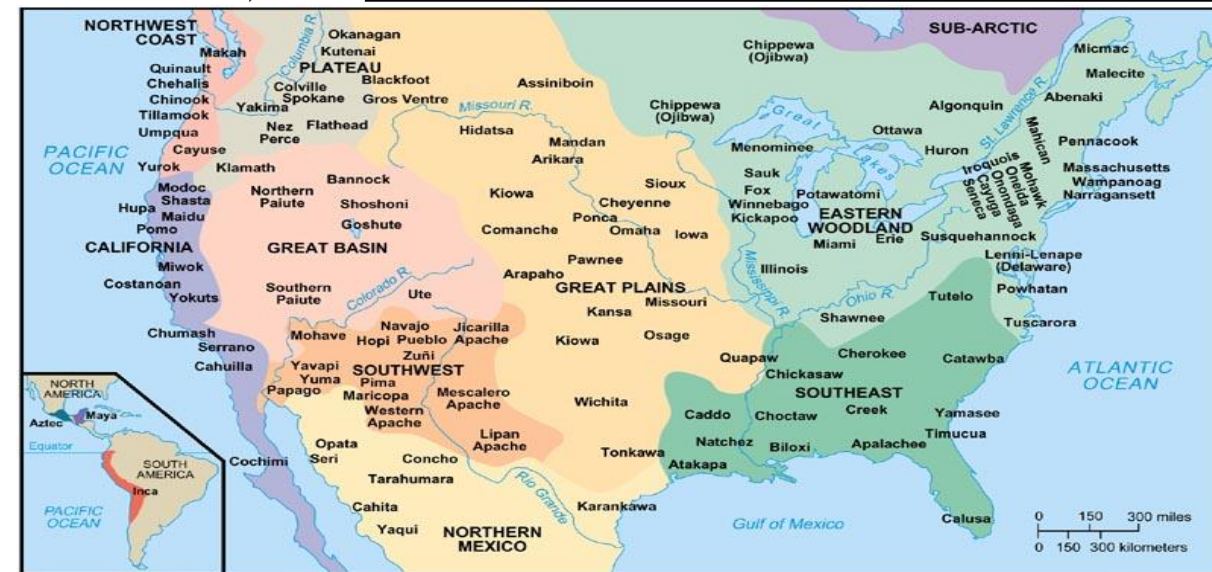 NORTHWEST
COAST
Makah
Quinault
Chehalis
Chinook
Tillamook
Umpqua
Cayuse
Yurok
PACIFIC
OCEAN
Columbia R.
Okanagan
Kutenai
PLATEAU
Colville
Spokane
Yakima
Nez
Perce
Flathead
Klamath
Blackfoot
Gros Ventre
Assiniboin
Missouri R.
Hidatsa
Mandan
Arikara
Sioux
Kiowa
Cheyenne
Ponca
Comanche
Omaha
Iowa
Pawnee
Arapaho
GREAT PLAINS
Missouri
Kansa
Kiowa
Osage
Quapaw
Wichita
Tonkawa
Karankawa
Modoc
Shasta
Hupa
Maidu
Pomo
CALIFORNIA
Miwok
Costanoan
Yokuts
Chumash
Serrano
Cahuilla
Cochimi
Northern
Paiute
Bannock
Shoshoni
Goshute
GREAT BASIN
Southern
Paiute
Colorado R.
Ute
Mohave
Navajo
Hopi
Pueblo
Jicarilla
Apache
Zuñi
Yavapi
Yuma
SOUTHWEST
Papago
Pima
Maricopa
Western
Apache
Mescalero
Apache
Lipan
Apache
Opata
Seri
Concho
Tarahumara
Cahita
Yaqui
Rio Grande
NORTHERN
MEXICO
SUB-ARCTIC
Chippewa
(Ojibwa)
Chippewa
(Ojibwa)
Great
Lakes
Menominee
Sauk
Fox
Winnebago
Kickapoo
Potawatomi
Illinois
Miami
Erie
EASTERN
WOODLAND
Ottawa
Huron
Algonquin
St. Lawrence R.
Micmac
Malecite
Abenaki
Mahican
Pennacook
Massachusetts
Wampanoag
Narragansett
Iroquois
Mohawk
Oneida
Onondaga
Cayuga
Seneca
Susquehannock
Lenni-Lenape
(Delaware)
Powhatan
Tuscarora
Mississippi R.
Ohio R.
Shawnee
Tutelo
Cherokee
Catawba
Chickasaw
SOUTHEAST
Caddo
Choctaw
Creek
Yamasee
Timucua
Natchez
Biloxi
Apalachee
Atakapa
Calusa
ATLANTIC
OCEAN
Gulf of Mexico
0 150 300 miles
0 150 300 kilometers
NORTH
AMERICA
Aztec
Maya
Equator
SOUTH
AMERICA
Inca
PACIFIC
OCEAN